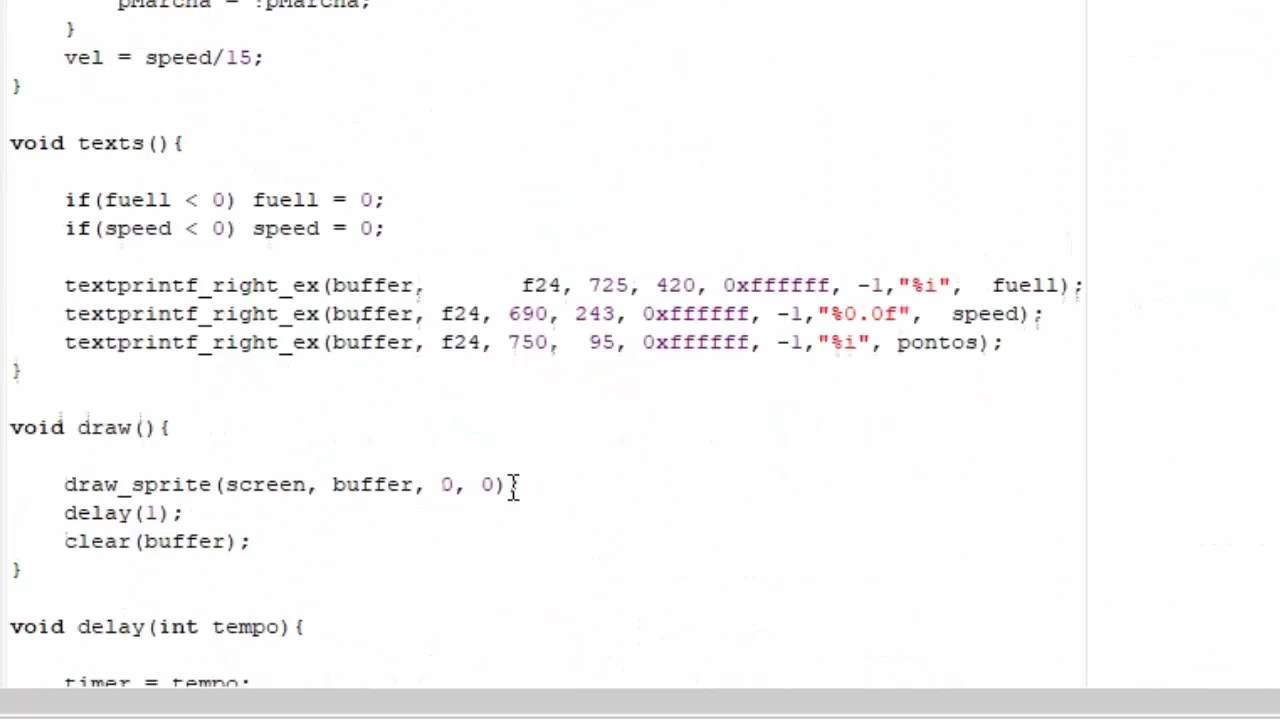 pMarcha = !pMarcha;
}
vel = speed/15;
}
void texts(){
if(fuell < 0) fuell = 0;
if(speed < 0) speed = 0;
textprintf_right_ex(buffer, f24, 725, 420, 0xffffff, -1,"%i", fuell);
textprintf_right_ex(buffer, f24, 690, 243, 0xffffff, -1,"%0.0f", speed);
textprintf_right_ex(buffer, f24, 750, 95, 0xffffff, -1,"%i", pontos);
}
void draw(){
draw_sprite(screen, buffer, 0, 0);
delay(1);
clear(buffer);
}
void delay(int tempo){
timer = tempo;